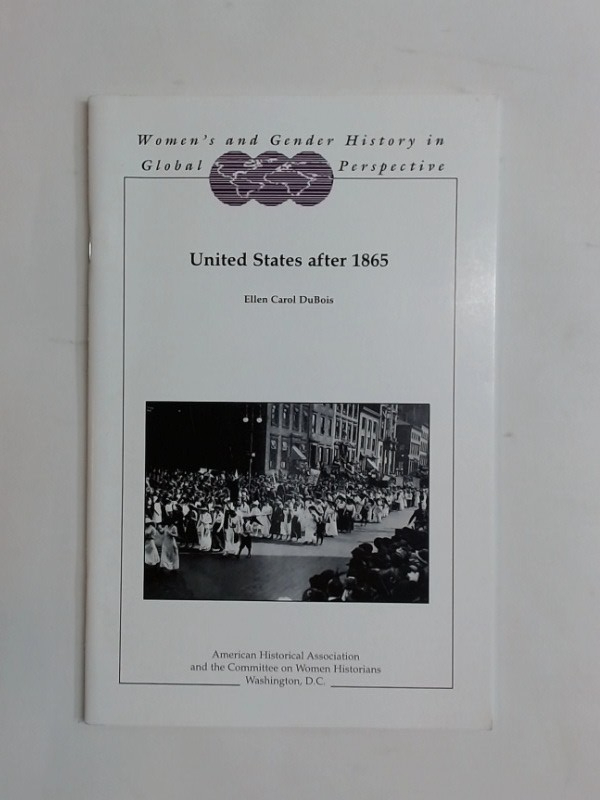 Women's and Gender History in
Global Perspective
United States after 1865
Ellen Carol DuBois
American Historical Association
and the Committee on Women Historians
Washington, D.C.